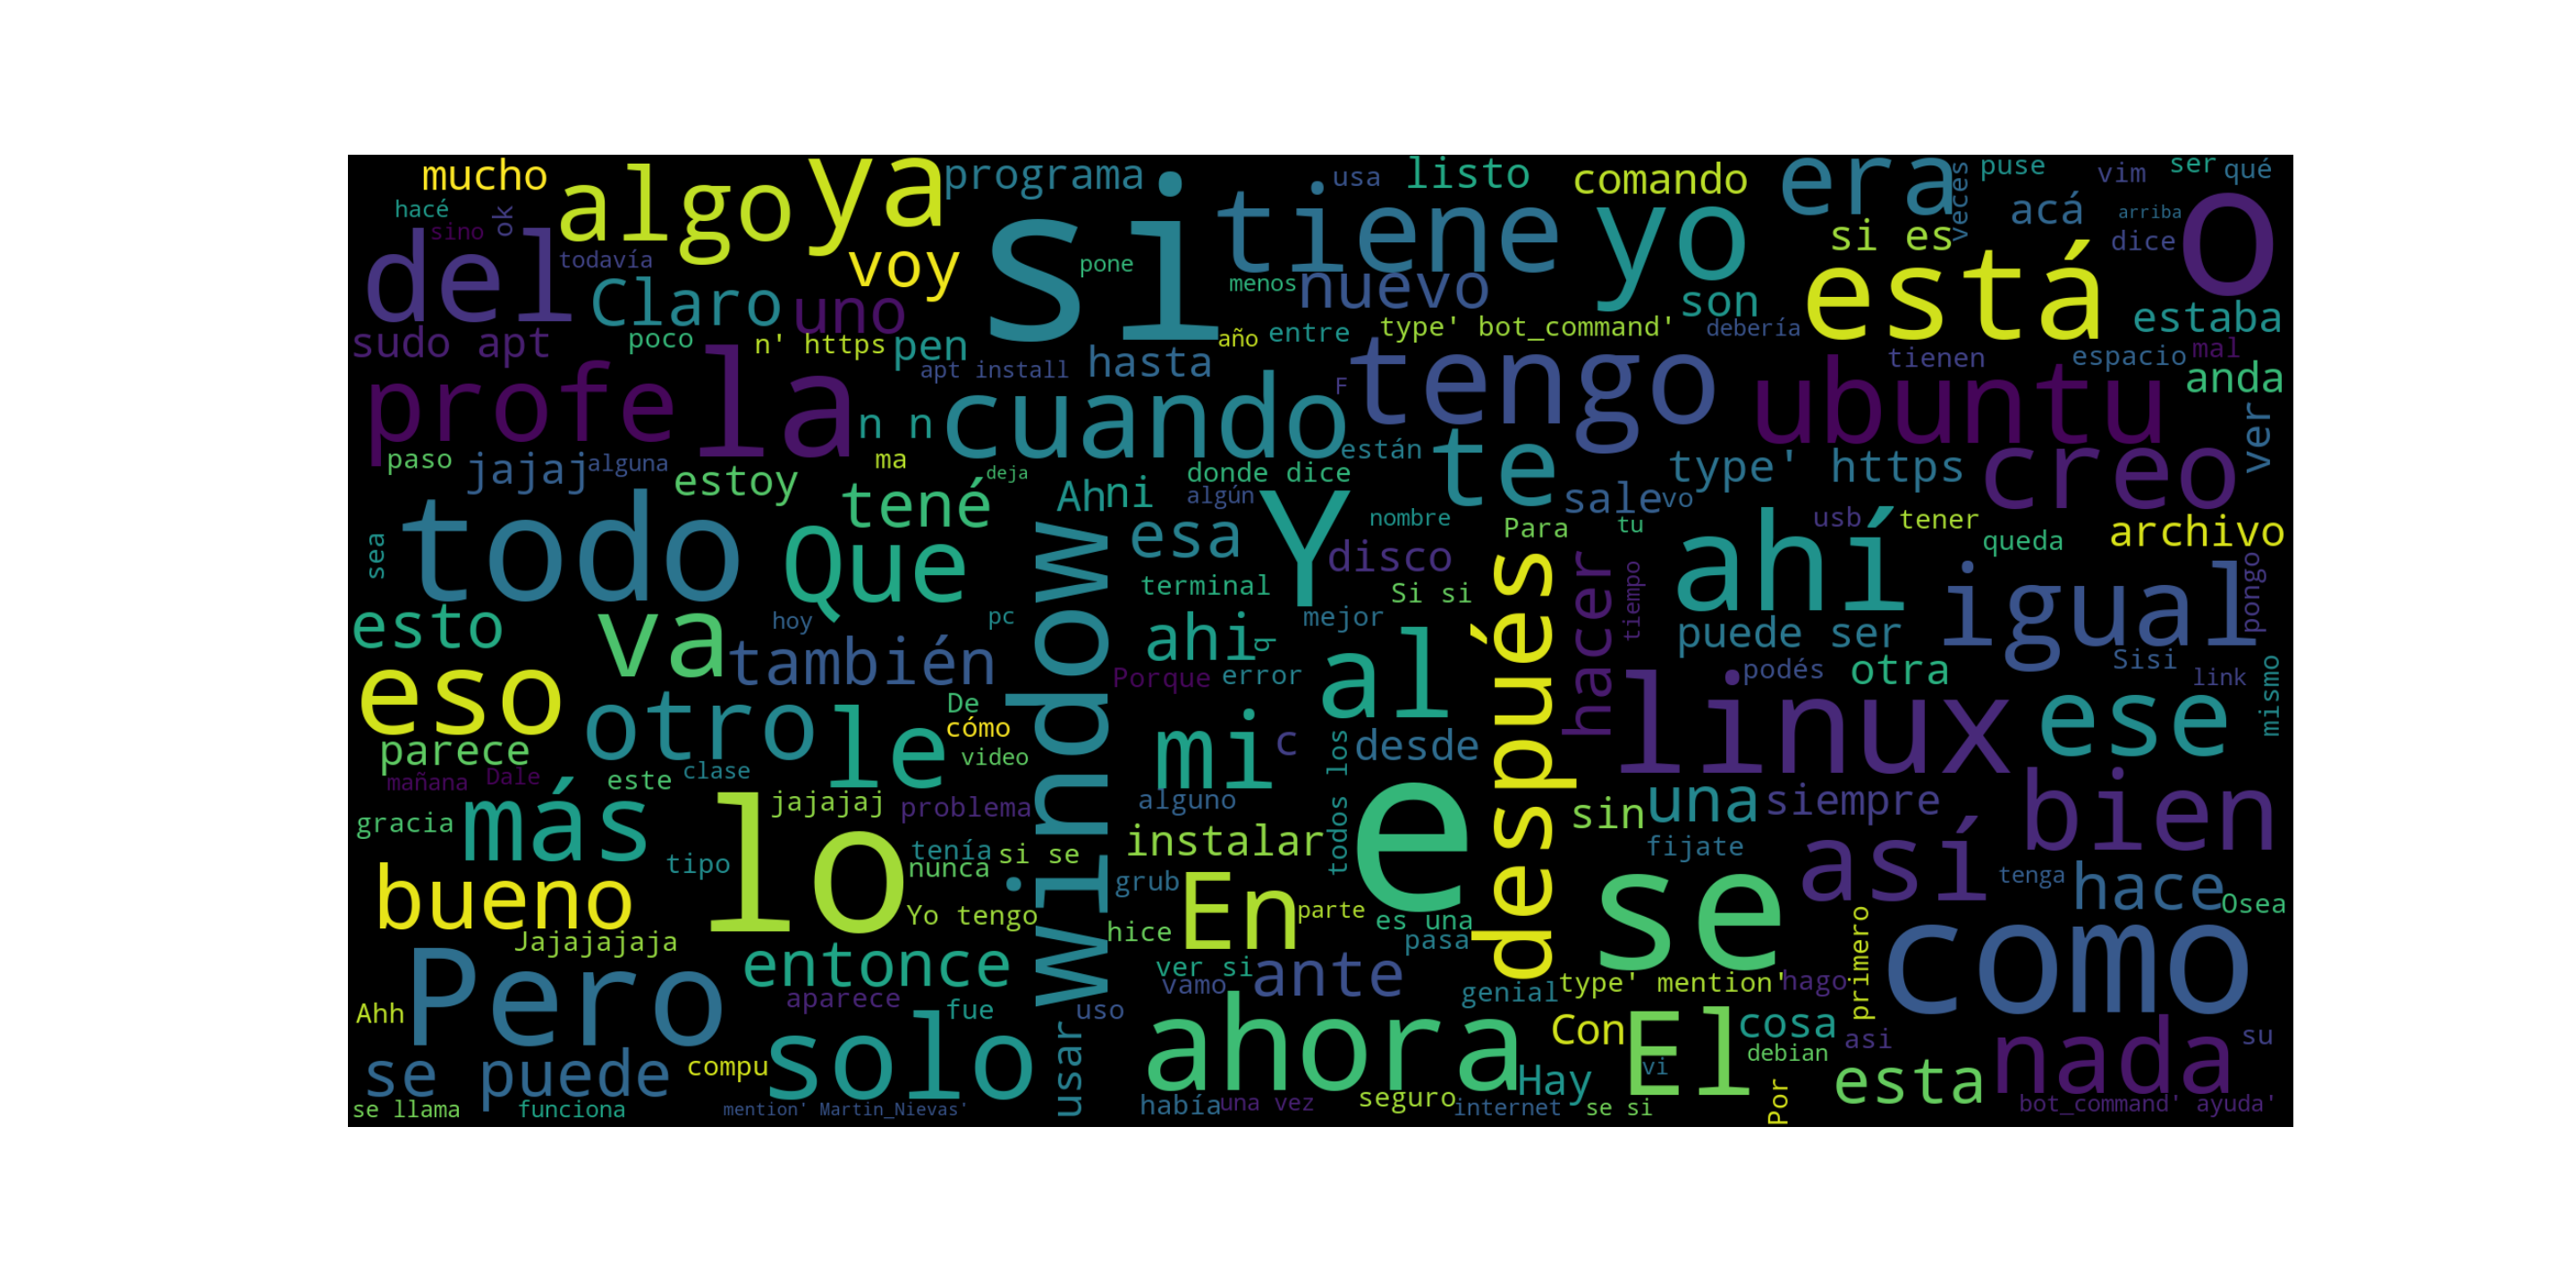 mucho
algo
ya
programa
si
tiene
usa
listo
comando
yo
era
veces
puse
vim
ser
qué
hacé
ok
sino
del
todavía
Claro
uno
voy
pone
menos
nuevo
son
si es
está
acá
arriba
dice
o
estaba
sudo apt
poco
n' https
pen
apt install
hasta
año
entre
type' bot_command'
debería
tienen
espacio
mal
anda
profe
la
n n
cuando
F
tengo
ubuntu
creo
ver
paso
jajaj
alguna
estoy
ma
tené
deja
Ah
ni
donde dice
algún
están
te
type' https
sale
vo
nombre
Para
tu
usb
tener
queda
archivo
todo
sea
Que
window
esa
Y
disco
después
hacer
tiempo
ahí
igual
pongo
esto
va
hoy
también
pc
terminal
ahi
q
mejor
Si si
puede ser
podés
otra
Sisi
link
mismo
eso
otro
le
De
cómo
video
Porque
error
al
mi
c
desde
todos los
linux
ese
parece
mañana
Dale
este
clase
jajajaj
problema
alguno
e
sin
una
siempre
bien
gracia
más
tipo
lo
tenía
nunca
si se
instalar
grub
fijate
así
tenga
hace
Osea
bueno
Yo tengo
hice
En
parte
es una
pasa
se
primero
como
Jajajajaja
Pero
entonce
aparece
fue
ver si
vamo
ante
genial
type' mention'
hago
Ahh
solo
usar
uso
ahora
Con
El
cosa
debian
asi
nada
su
se puede
compu
Hay
vi
Por
esta
se llama
funciona
mention' Martin_Nievas'
había
una vez
seguro
internet
se si
bot_command' ayuda'